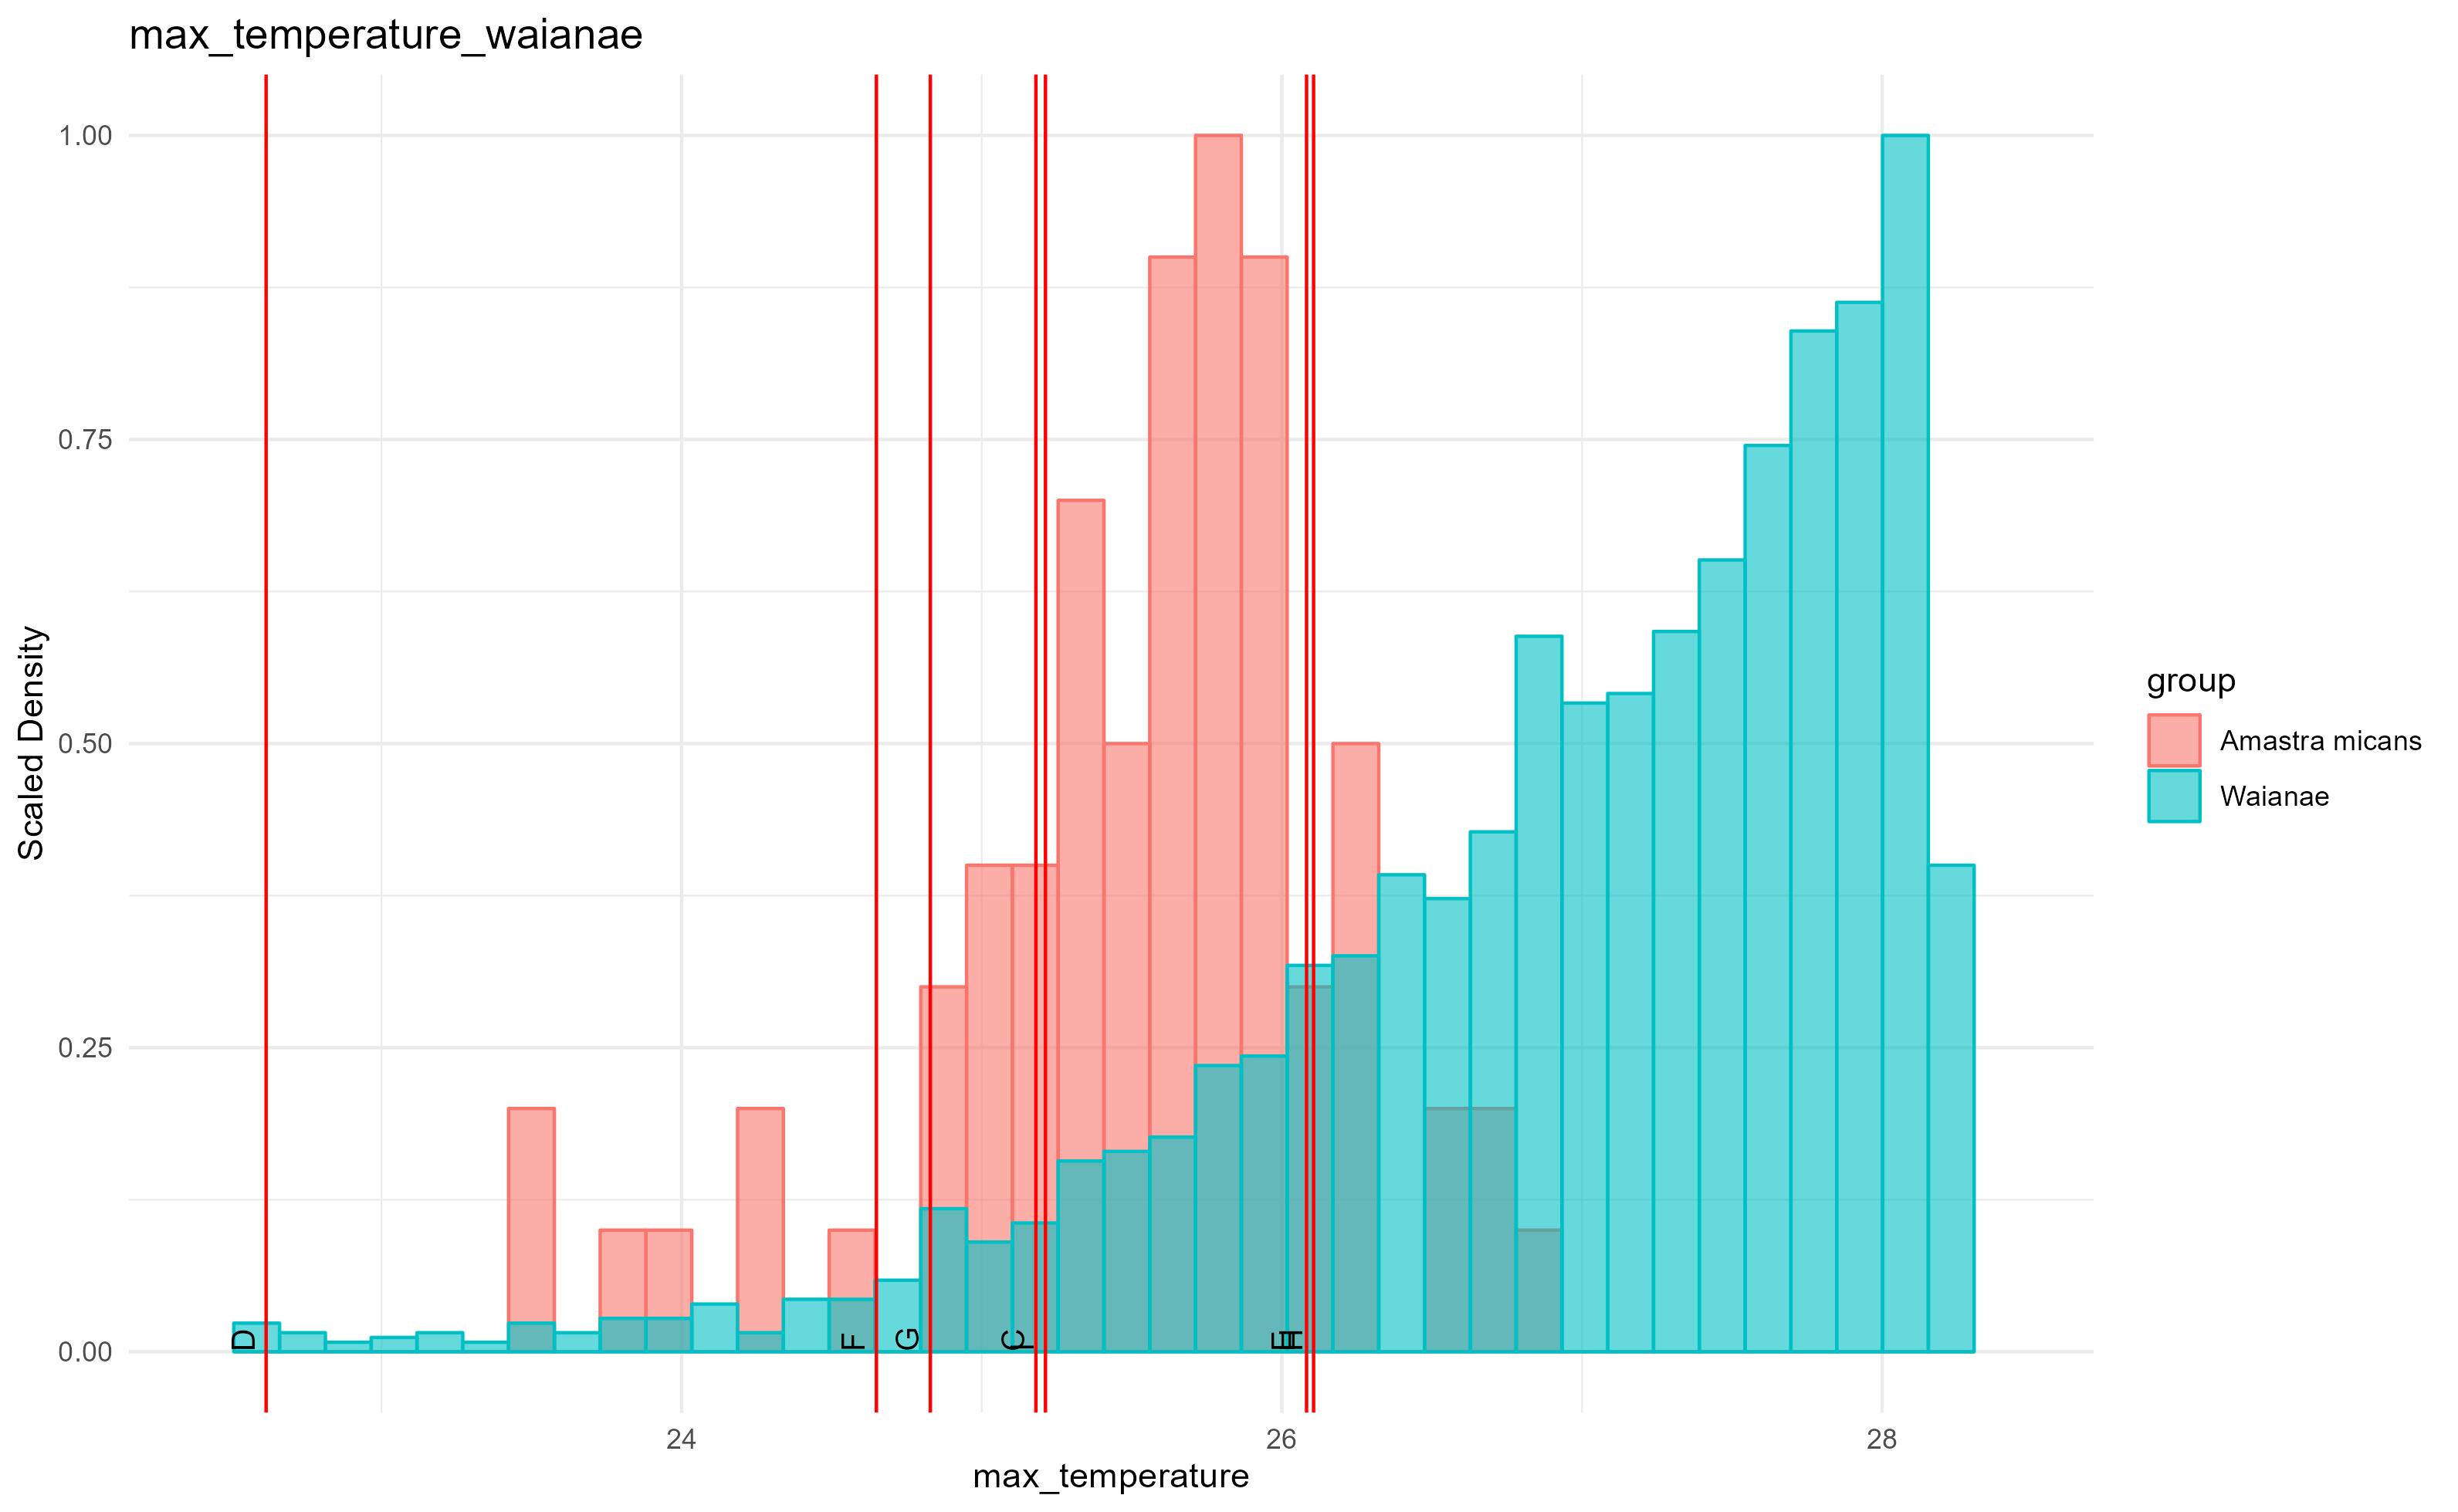 max_temperature_waianae
Scaled Density
1.00
0.75
0.50
0.25
0.00
D
F
G
C
E
H
24
26
28
max_temperature
group
Amastra micans
Waianae